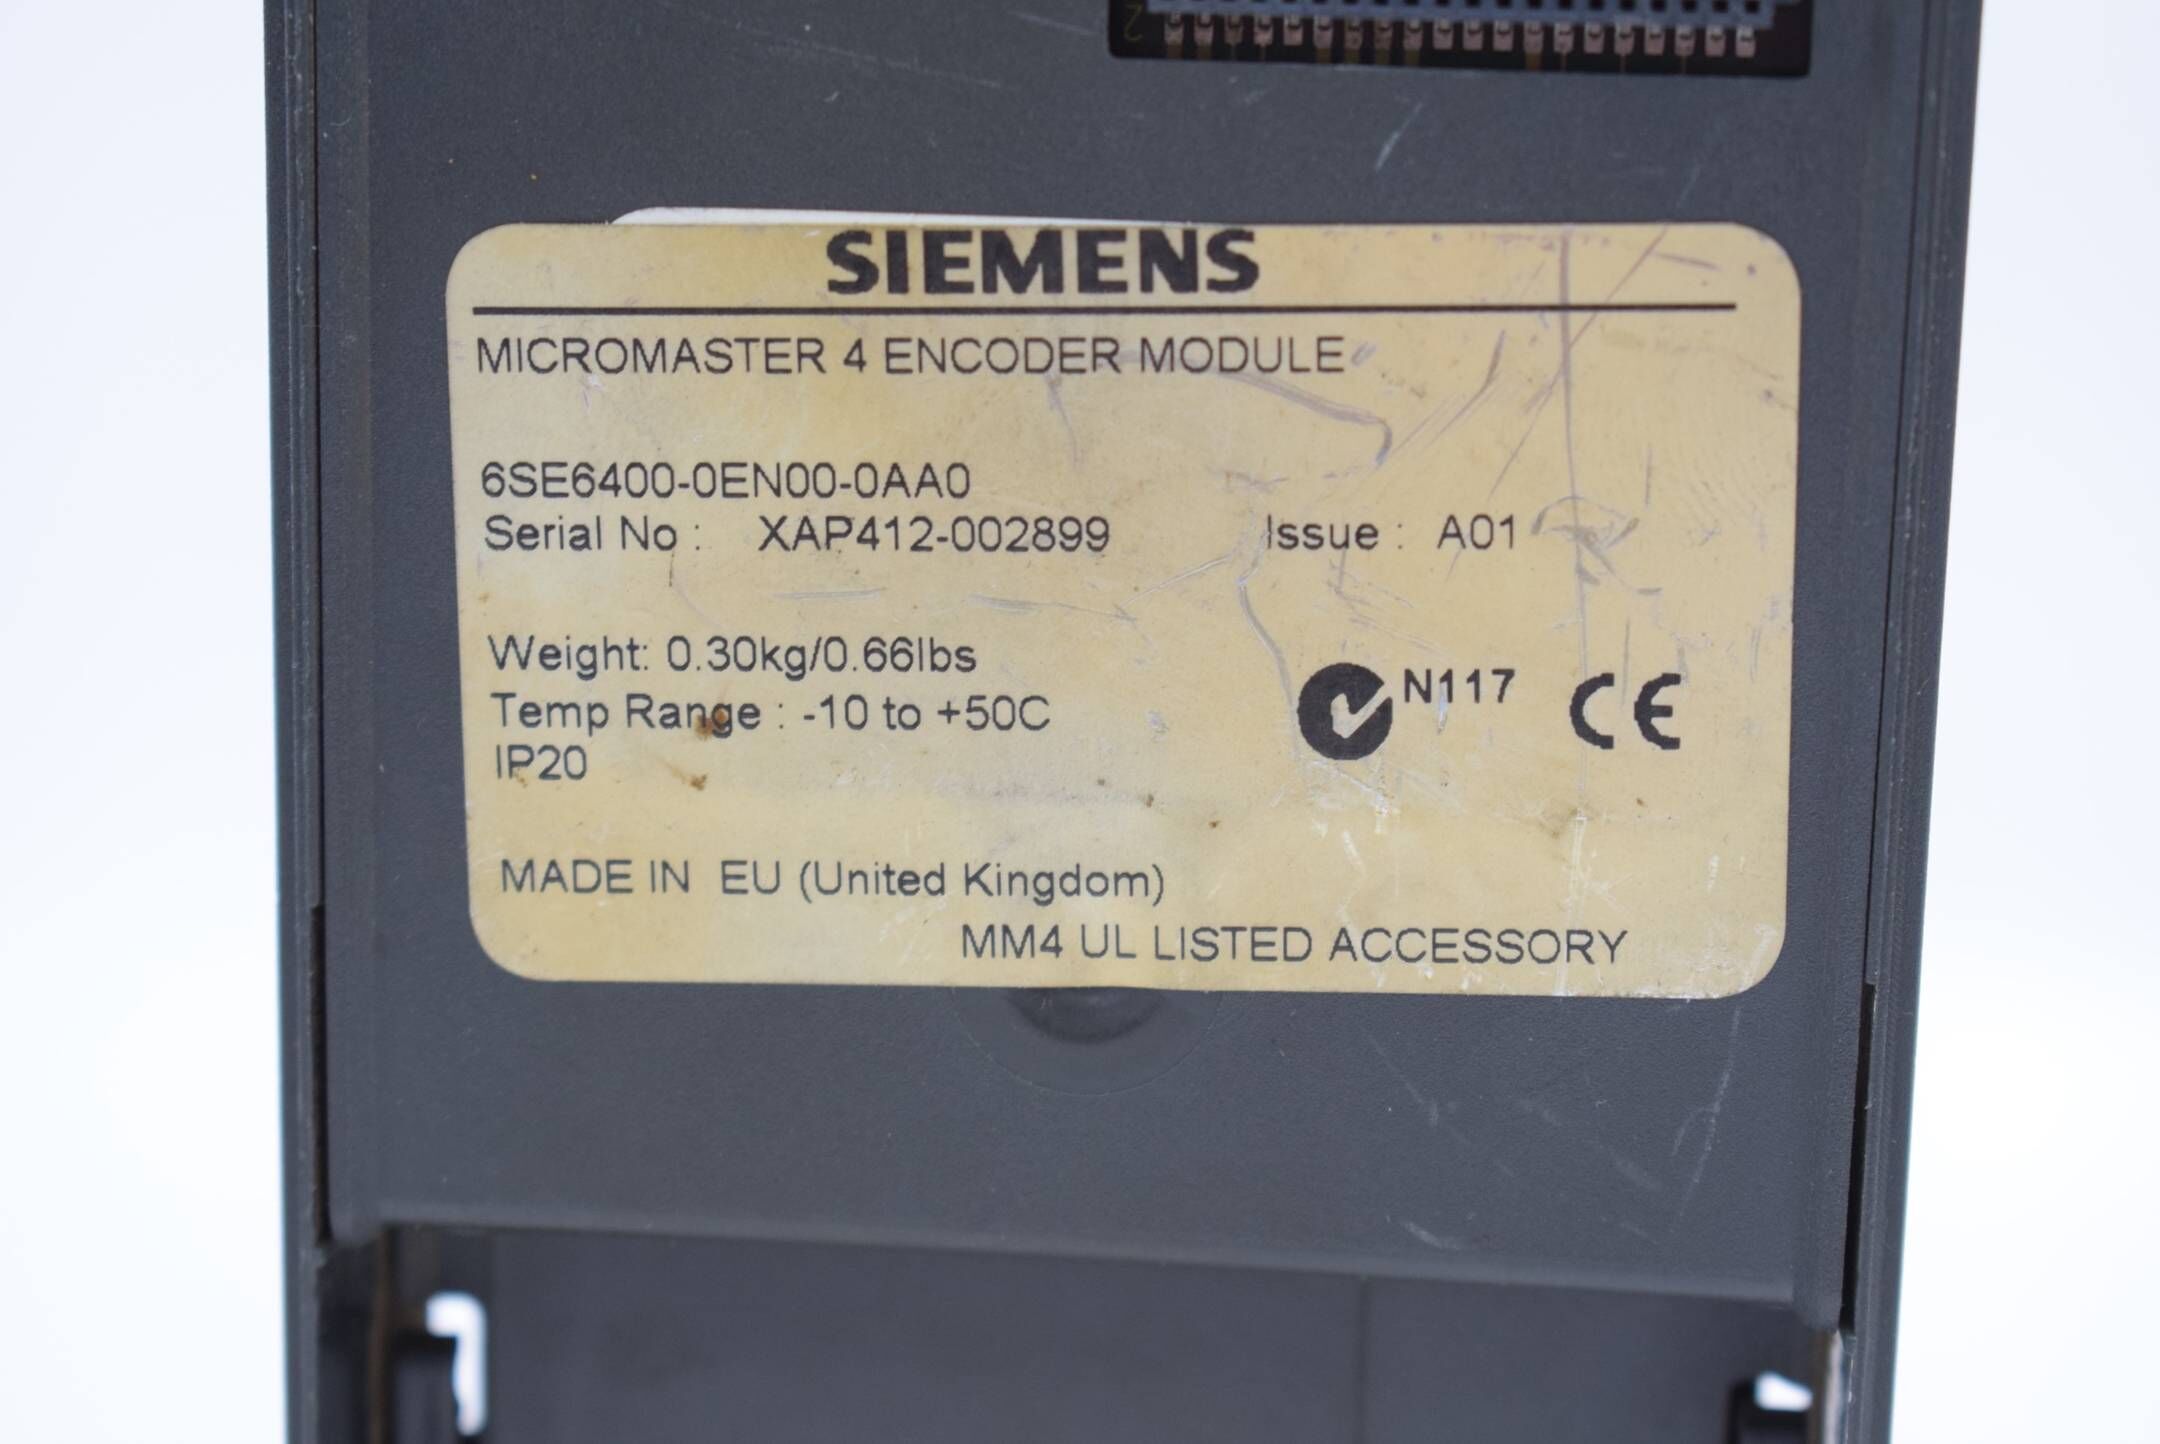 SIEMENS
MICROMASTER 4 ENCODER MODULE
6SE6400-0EN00-0AA0
Serial No : XAP412-002899 Issue : A01
Weight: 0.30kg/0.66lbs
Temp Range : -10 to +50C
N117 CE
IP20
MADE IN EU (United Kingdom)
MM4 UL LISTED ACCESSORY
2